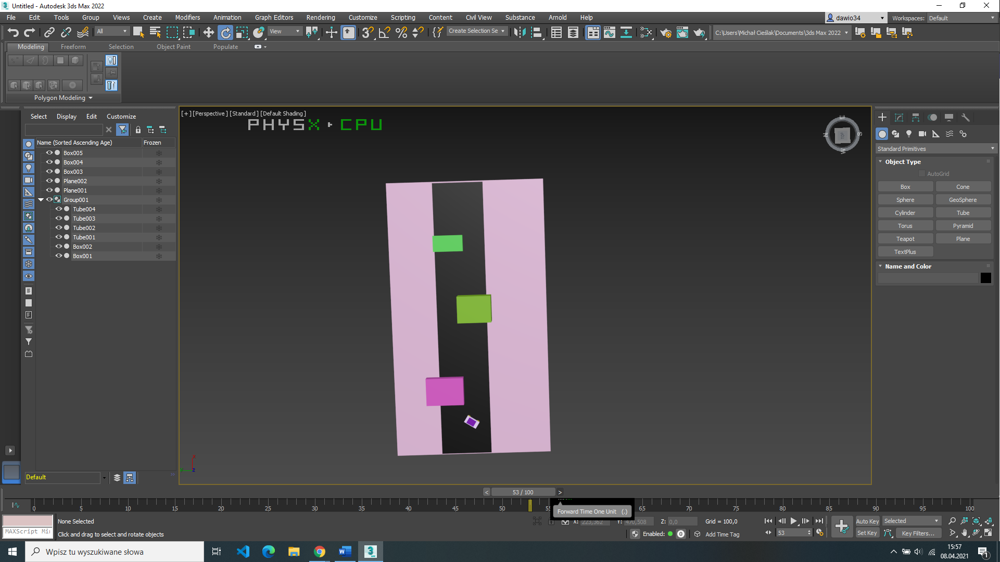 Untitled - Autodesk 3ds Max 2022
File Edit Tools Group Views Create Modifiers Animation Graph Editors Rendering Customize Scripting Content Civil View Substance Arnold Help
dawio34 Workspaces: Default
All View Create Selection Se C:\Users\Michał Cieślak\Documents\3ds Max 2022
Modeling Freeform Selection Object Paint Populate
Polygon Modeling
Select Display Edit Customize
Name (Sorted Ascending Age) Frozen
Box005
Box004
Box003
Plane002
Plane001
Group001
Tube004
Tube003
Tube002
Tube001
Box002
Box001
Default
[+] [Perspective] [Standard] [Default Shading]
PHYSX CPU
E
N TOP S
W
x
y z
Standard Primitives
Object Type
AutoGrid
Box Cone
Sphere GeoSphere
Cylinder Tube
Torus Pyramid
Teapot Plane
TextPlus
Name and Color
< 53 / 100 >
0 5 10 15 20 25 30 35 40 45 50 55 65 70 75 80 85 90 95 100
Forward Time One Unit (.)
None Selected
X: 223,362 Y: 470,508 Z: 0,0 Grid = 100,0
Auto Key Selected
MAXScript Mi
Click and drag to select and rotate objects
Enabled: 0 Add Time Tag
53
Set Key Key Filters...
Wpisz tu wyszukiwane słowa
15:57
08.04.2021
1